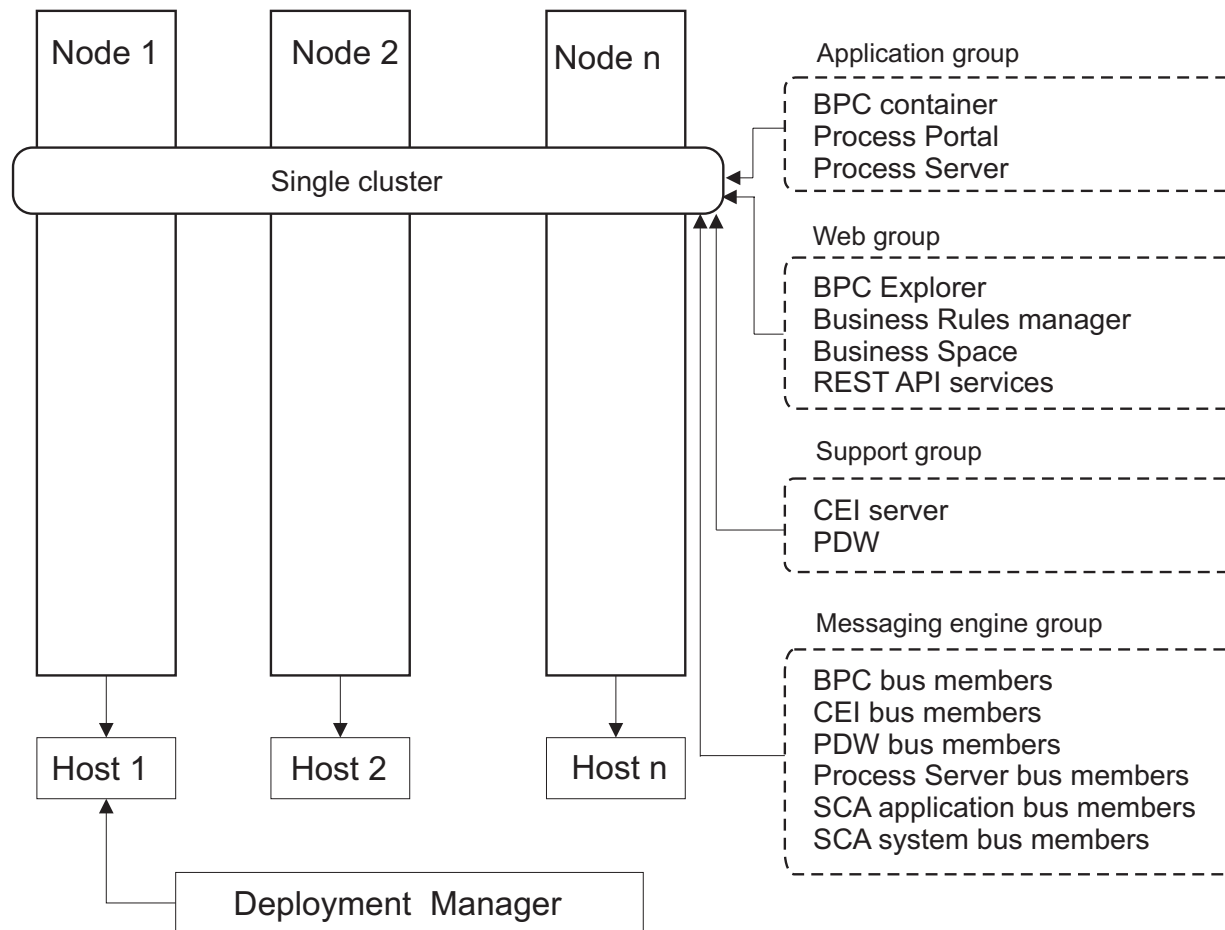 Node 1
Node 2
Node n
Single cluster
Host 1
Host 2
Host n
Deployment Manager
Application group
BPC container
Process Portal
Process Server
Web group
BPC Explorer
Business Rules manager
Business Space
REST API services
Support group
CEI server
PDW
Messaging engine group
BPC bus members
CEI bus members
PDW bus members
Process Server bus members
SCA application bus members
SCA system bus members